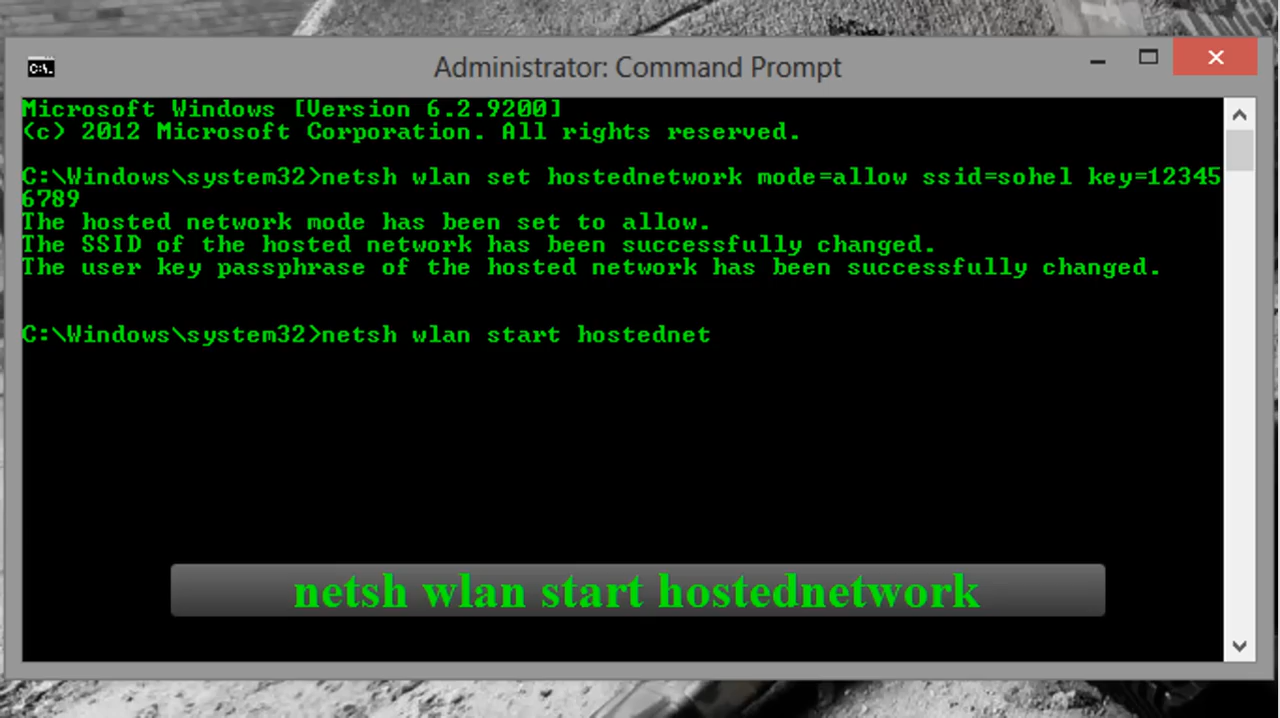 Administrator: Command Prompt
Microsoft Windows [Version 6.2.9200]
(c) 2012 Microsoft Corporation. All rights reserved.
C:\Windows\system32>netsh wlan set hostednetwork mode=allow ssid=sohel key=12345
6789
The hosted network mode has been set to allow.
The SSID of the hosted network has been successfully changed.
The user key passphrase of the hosted network has been successfully changed.
C:\Windows\system32>netsh wlan start hostednet
netsh wlan start hostednetwork